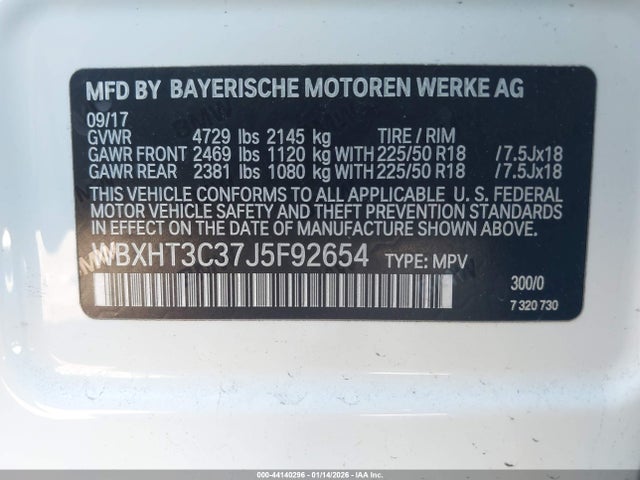 MFD BY BAYERISCHE MOTOREN WERKE AG
09/17
GVWR 4729 lbs 2145 kg TIRE / RIM
GAWR FRONT 2469 lbs 1120 kg WITH 225/50 R18 /7.5Jx18
GAWR REAR 2381 lbs 1080 kg WITH 225/50 R18 /7.5Jx18
THIS VEHICLE CONFORMS TO ALL APPLICABLE U. S. FEDERAL
MOTOR VEHICLE SAFETY AND THEFT PREVENTION STANDARDS
IN EFFECT ON THE DATE OF MANUFACTURE SHOWN ABOVE.
WBXHT3C37J5F92654 TYPE: MPV
300/0
7 320 730
000-44140296 - 01/14/2026 - IAA Inc.